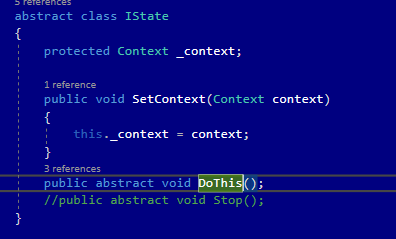 5 references
abstract class IState
{
protected Context _context;
1 reference
public void SetContext(Context context)
{
this._context = context;
}
3 references
public abstract void DoThis();
//public abstract void Stop();
}